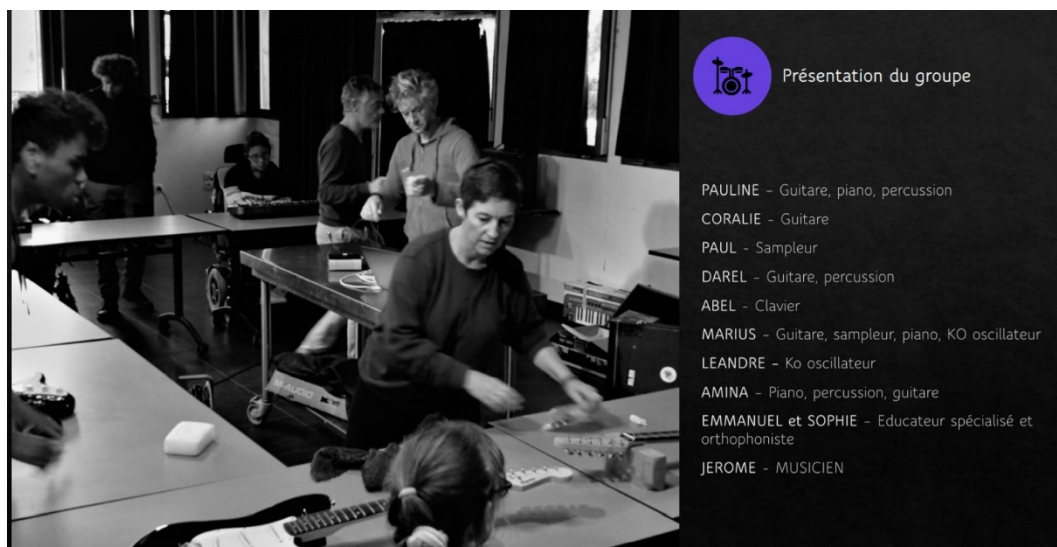 Présentation du groupe
PAULINE – Guitare, piano, percussion
CORALIE – Guitare
PAUL - Sampleur
DAREL – Guitare, percussion
ABEL – Clavier
MARIUS – Guitare, sampleur, piano, KO oscillateur
LEANDRE – Ko oscillateur
AMINA – Piano, percussion, guitare
EMMANUEL et SOPHIE – Educateur spécialisé et
orthophoniste
JEROME – MUSICIEN
M-AUDIO